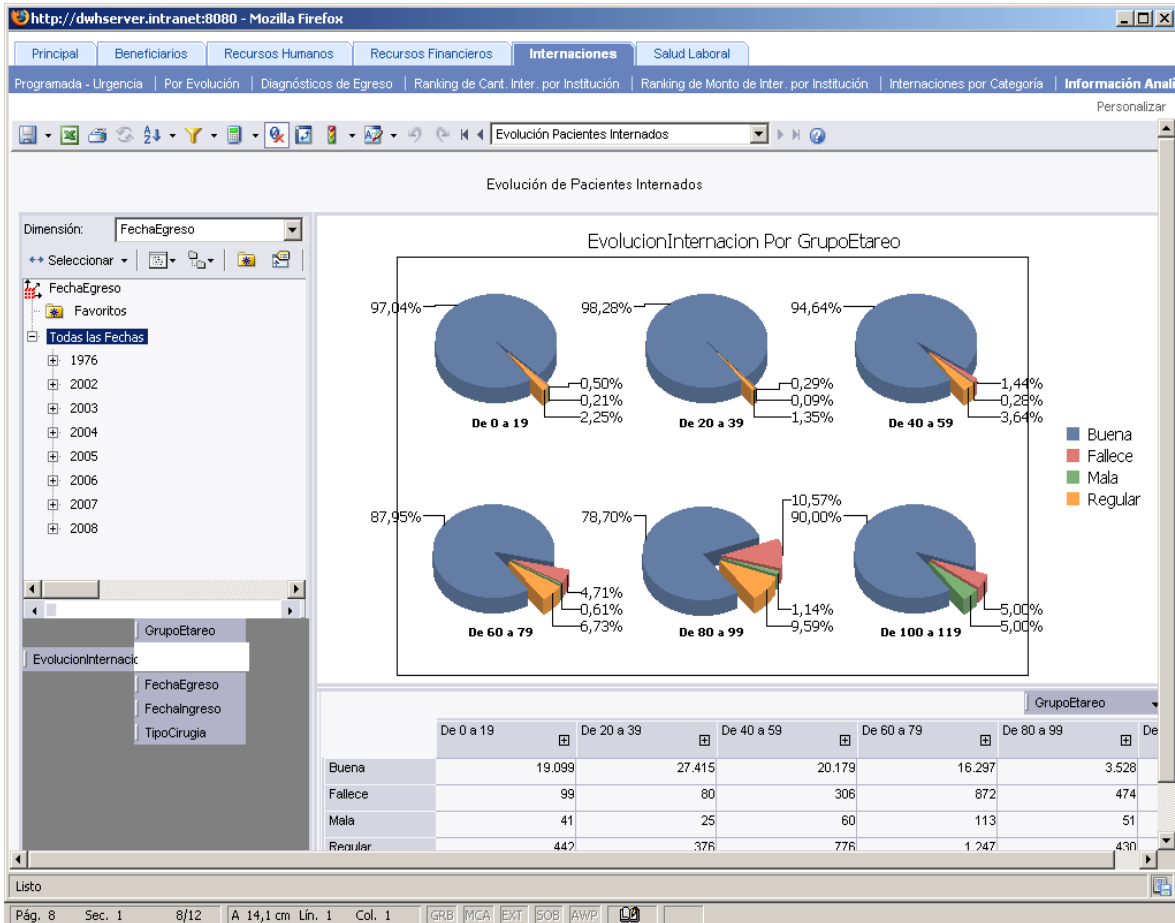 http://dwhserver.intranet:8080 - Mozilla Firefox
Principal Beneficiarios Recursos Humanos Recursos Financieros Internaciones Salud Laboral
Programada - Urgencia | Por Evolución | Diagnósticos de Egreso | Ranking de Cant. Inter. por Institución | Ranking de Monto de Inter. por Institución | Internaciones por Categoría | Información Anali
Personalizar
Evolución Pacientes Internados
Evolución de Pacientes Internados
Dimensión: FechaEgreso
Seleccionar
FechaEgreso
Favoritos
Todas las Fechas
1976
2002
2003
2004
2005
2006
2007
2008
GrupoEtareo
EvolucionInternacic
FechaEgreso
FechaIngreso
TipoCirugia
EvolucionInternacion Por GrupoEtareo
97,04% 98,28% 94,64%
0,50% 0,29% 1,44%
0,21% 0,09% 0,28%
2,25% 1,35% 3,64%
De 0 a 19 De 20 a 39 De 40 a 59
Buena
Fallece
Mala
Regular
10,57%
87,95% 78,70% 90,00%
4,71%
0,61% 1,14% 5,00%
6,73% 9,59% 5,00%
De 60 a 79 De 80 a 99 De 100 a 119
GrupoEtareo
De 0 a 19 De 20 a 39 De 40 a 59 De 60 a 79 De 80 a 99 De
Buena 19.099 27.415 20.179 16.297 3.528
Fallece 99 80 306 872 474
Mala 41 25 60 113 51
Regular 442 376 776 1.247 430
Listo
Pág. 8 Sec. 1 8/12 A 14,1 cm Lín. 1 Col. 1 GRB MCA EXT SOB AWP